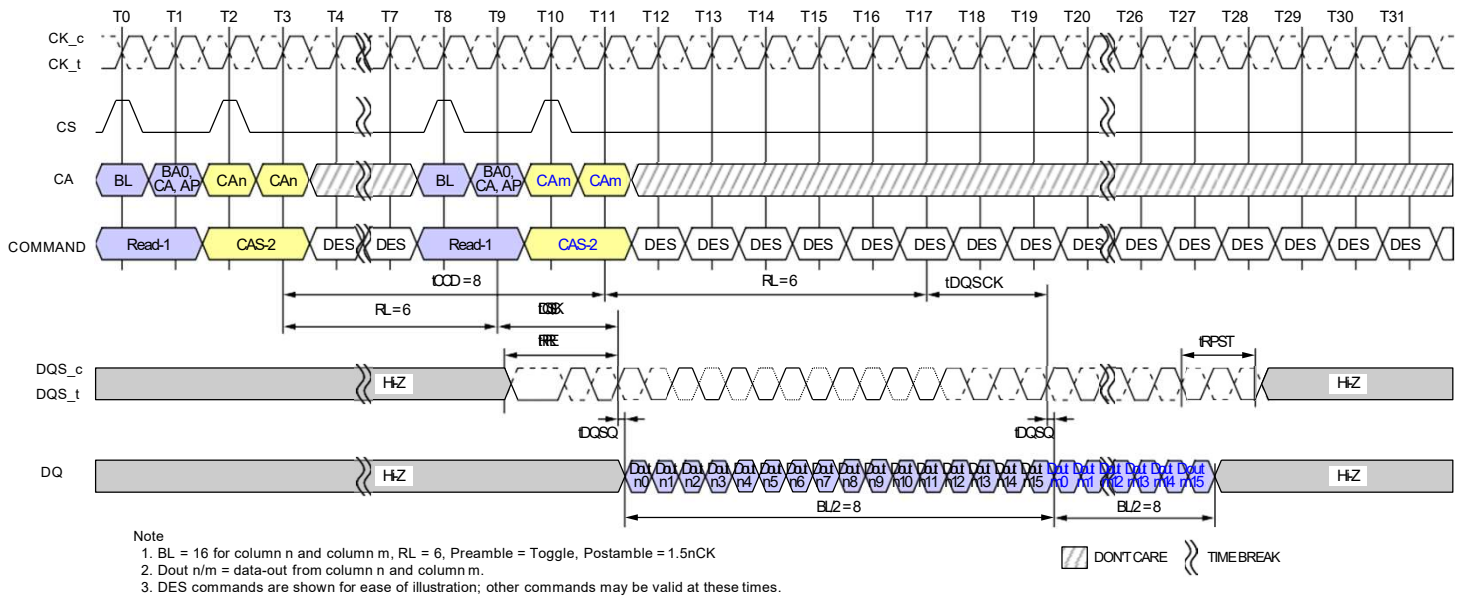 T0 T1 T2 T3 T4 T7 T8 T9 T10 T11 T12 T13 T14 T15 T16 T17 T18 T19 T20 T26 T27 T28 T29 T30 T31
CK_c
CK_t
CS
CA
BL
BA0, CA, AP
CAn
CAn
BL
BA0, CA, AP
CAm
CAm
COMMAND
Read-1 CAS-2 DES DES Read-1 CAS-2 DES DES DES DES DES DES DES DES DES DES DES DES DES DES DES
tCCD = 8
RL = 6
tDQSCK
RL = 6
tRPST
DQS_c
DQS_t
Hi-Z
Hi-Z
tDQSQ
tDQSQ
DQ
Hi-Z
Dout n0 Dout n1 Dout n2 Dout n3 Dout n4 Dout n5 Dout n6 Dout n7 Dout n8 Dout n9 Dout n10 Dout n11 Dout n12 Dout n13 Dout n14 Dout n15 Dout m0 Dout m1 Dout m12 Dout m13 Dout m14 Dout m15
Hi-Z
BL/2 = 8
BL/2 = 8
Note
1. BL = 16 for column n and column m, RL = 6, Preamble = Toggle, Postamble = 1.5nCK
2. Dout n/m = data-out from column n and column m.
3. DES commands are shown for ease of illustration; other commands may be valid at these times.
DON'T CARE
TIME BREAK